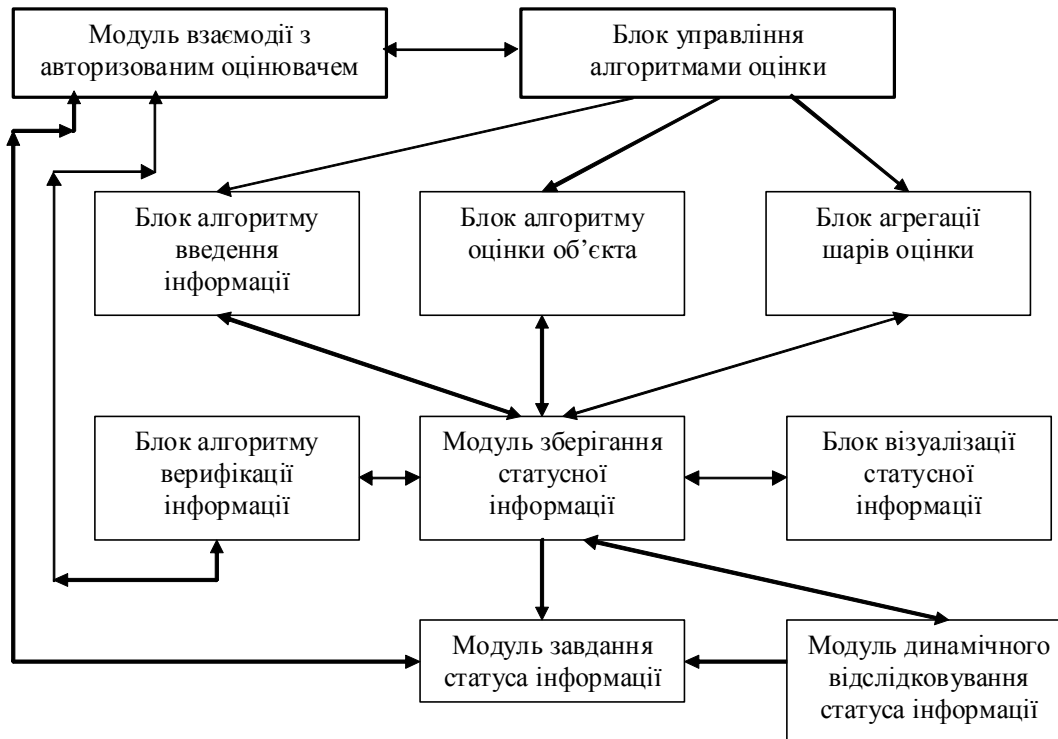 Модуль взаємодії з
авторизованим оцінювачем
Блок управління
алгоритмами оцінки
Блок алгоритму
введення
інформації
Блок алгоритму
оцінки об’єкта
Блок агрегації
шарів оцінки
Блок алгоритму
верифікації
інформації
Модуль зберігання
статусної
інформації
Блок візуалізації
статусної
інформації
Модуль завдання
статуса інформації
Модуль динамічного
відслідковування
статуса інформації